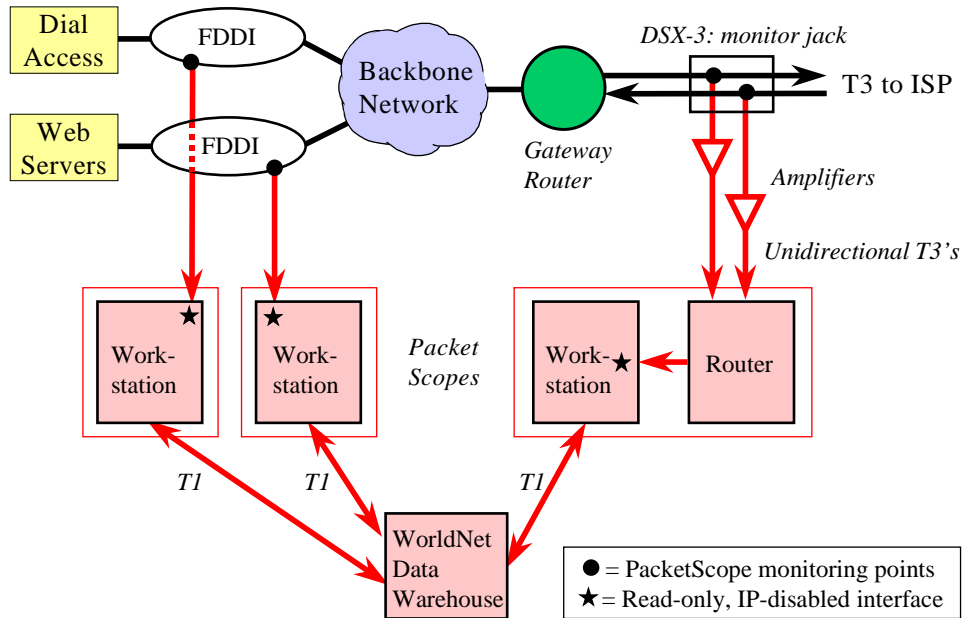 Dial
Access
FDDI
Backbone
Network
DSX-3: monitor jack
T3 to ISP
Web
Servers
FDDI
Gateway
Router
Amplifiers
Unidirectional T3's
Work-
station
Work-
station
Packet
Scopes
Work-
station
Router
T1
T1
T1
WorldNet
Data
Warehouse
= PacketScope monitoring points
= Read-only, IP-disabled interface